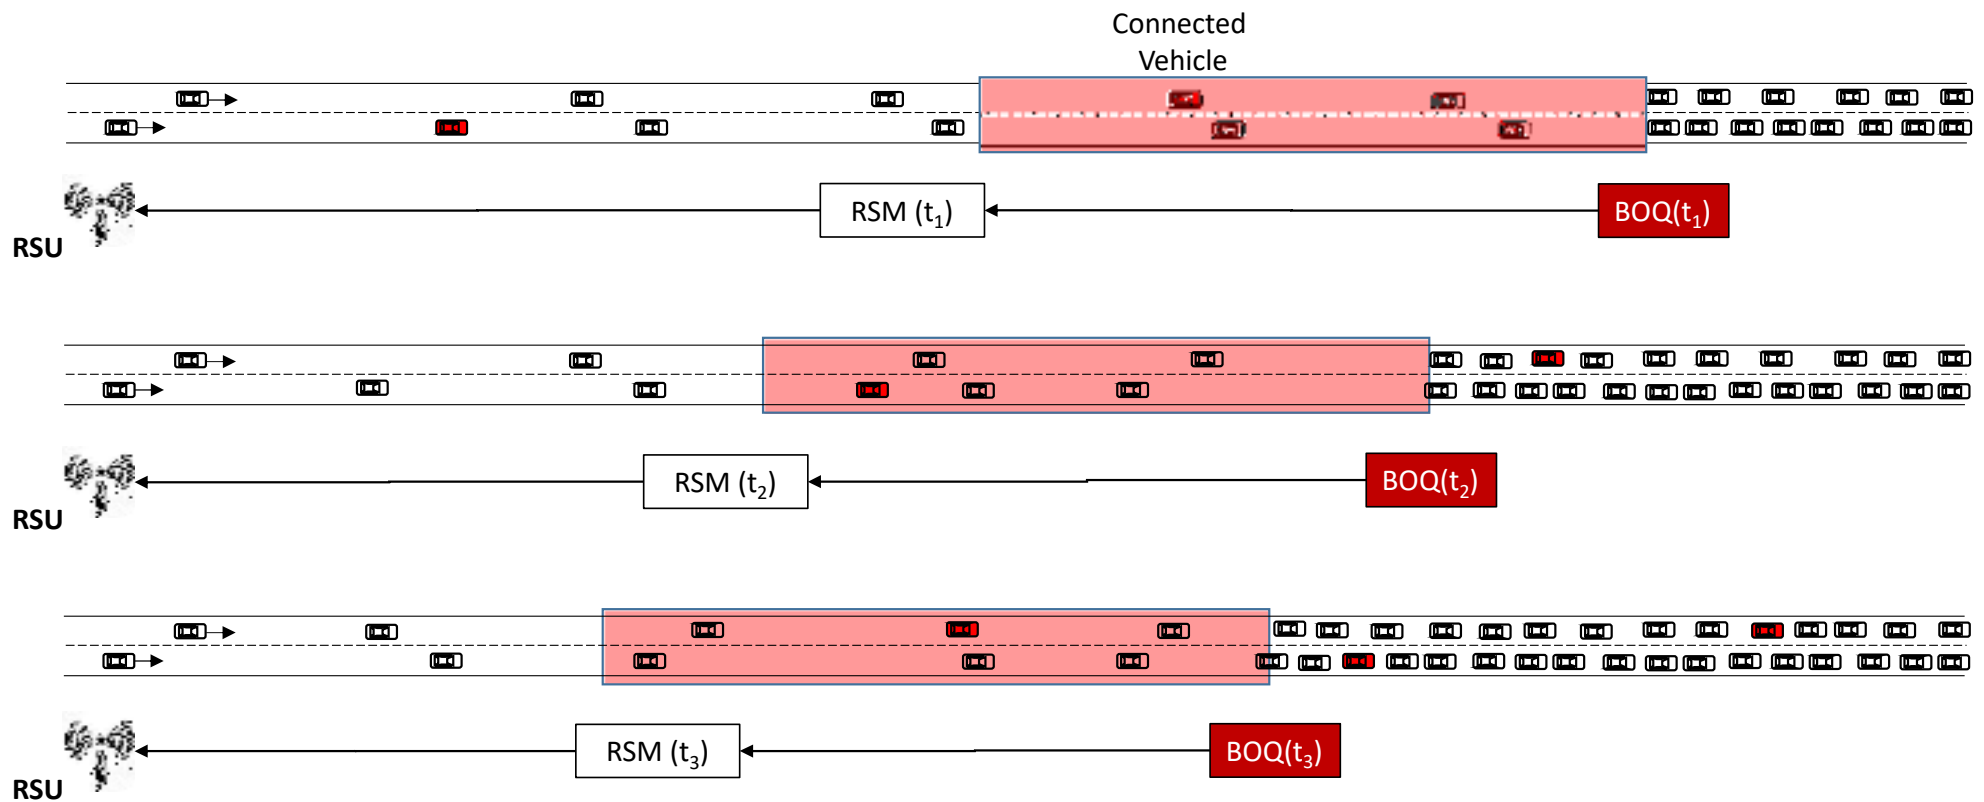 Connected
Vehicle
RSM (t₁)
BOQ(t₁)
RSU
RSM (t₂)
BOQ(t₂)
RSU
RSM (t₃)
BOQ(t₃)
RSU